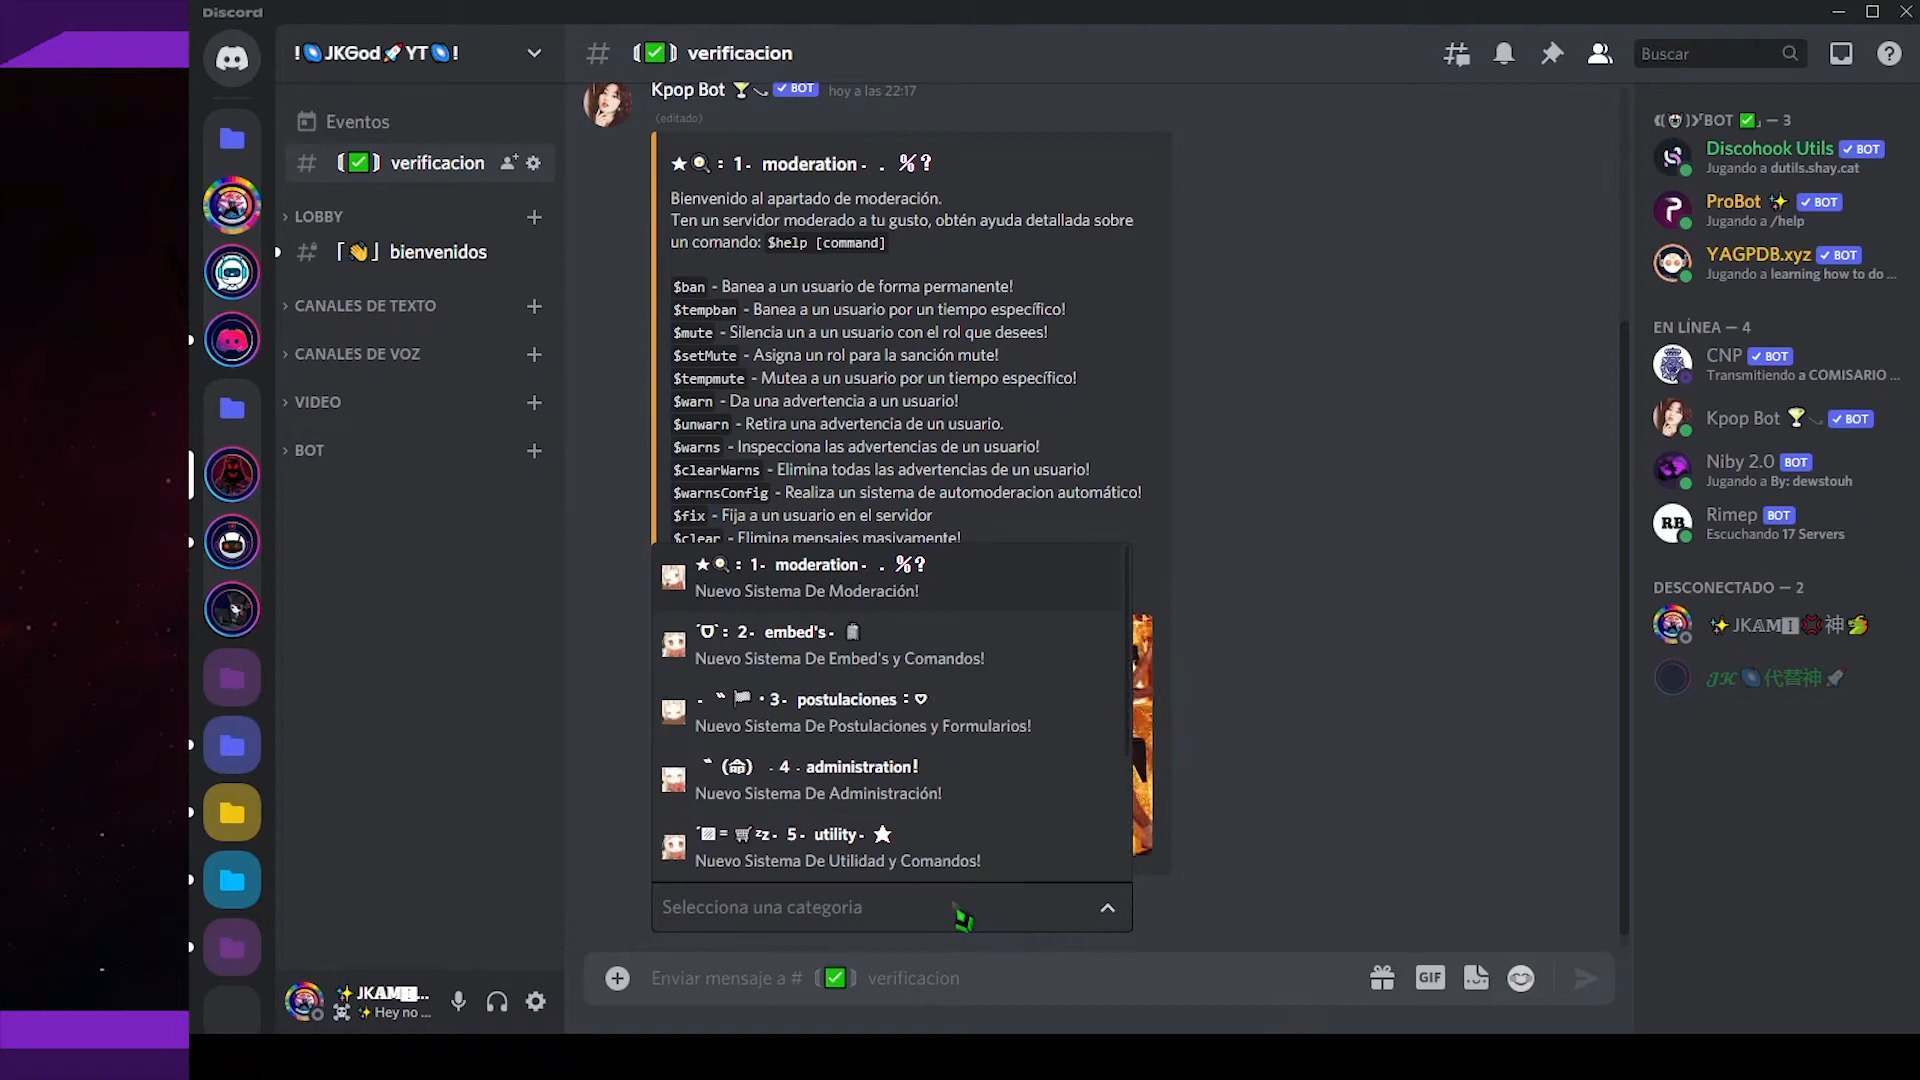 Discord
! JKGod YT !
Eventos
verificacion
LOBBY
bienvenidos
CANALES DE TEXTO
CANALES DE VOZ
VIDEO
BOT
JKAMI...
Hey no ...
verificacion
Buscar
Kpop Bot BOT hoy a las 22:17
(editado)
★ : 1- moderation- . %?
Bienvenido al apartado de moderación.
Ten un servidor moderado a tu gusto, obtén ayuda detallada sobre
un comando: $help [command]
$ban - Banea a un usuario de forma permanente!
$tempban - Banea a un usuario por un tiempo específico!
$mute - Silencia un a un usuario con el rol que desees!
$setMute - Asigna un rol para la sanción mute!
$tempmute - Mutea a un usuario por un tiempo específico!
$warn - Da una advertencia a un usuario!
$unwarn - Retira una advertencia de un usuario.
$warns - Inspecciona las advertencias de un usuario!
$clearWarns - Elimina todas las advertencias de un usuario!
$warnsConfig - Realiza un sistema de automoderacion automático!
$fix - Fija a un usuario en el servidor
$clear - Elimina mensajes masivamente!
★ : 1- moderation- . %?
Nuevo Sistema De Moderación!
: 2- embed's-
Nuevo Sistema De Embed's y Comandos!
- • 3- postulaciones : ♡
Nuevo Sistema De Postulaciones y Formularios!
. 4 . administration!
Nuevo Sistema De Administración!
= zz- 5- utility- ★
Nuevo Sistema De Utilidad y Comandos!
Selecciona una categoria
Enviar mensaje a # verificacion
GIF
BOT — 3
Discohook Utils BOT
Jugando a dutils.shay.cat
ProBot BOT
Jugando a /help
YAGPDB.xyz BOT
Jugando a learning how to do ...
EN LÍNEA — 4
CNP BOT
Transmitiendo a COMISARIO ...
Kpop Bot BOT
Niby 2.0 BOT
Jugando a By: dewstouh
RB
Rimep BOT
Escuchando 17 Servers
DESCONECTADO — 2
JKAMI 神
JK 代替神